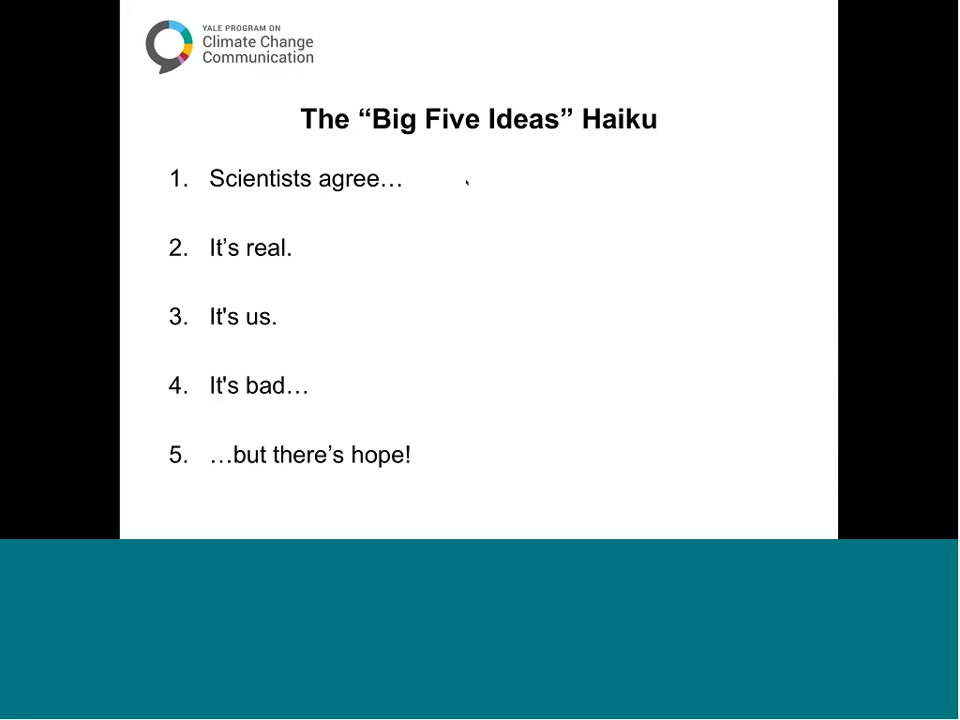 YALE PROGRAM ON
Climate Change
Communication
The “Big Five Ideas” Haiku
1. Scientists agree…
2. It’s real.
3. It's us.
4. It's bad…
5. …but there’s hope!